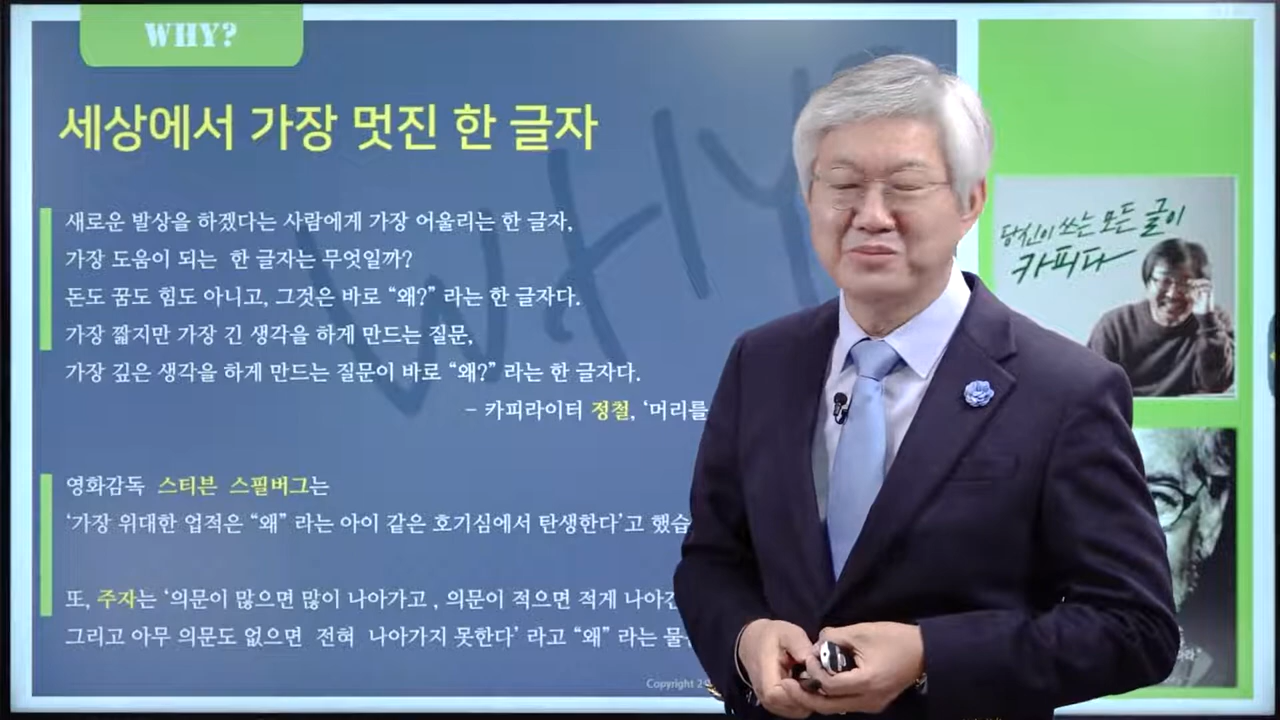 WHY?
세상에서 가장 멋진 한 글자
WHY
새로운 발상을 하겠다는 사람에게 가장 어울리는 한 글자,
가장 도움이 되는 한 글자는 무엇일까?
돈도 꿈도 힘도 아니고, 그것은 바로 “왜?” 라는 한 글자다.
가장 짧지만 가장 긴 생각을 하게 만드는 질문,
가장 깊은 생각을 하게 만드는 질문이 바로 “왜?” 라는 한 글자다.
– 카피라이터 정철, ‘머리를
영화감독 스티븐 스필버그는
‘가장 위대한 업적은 “왜” 라는 아이 같은 호기심에서 탄생한다’고 했습
또, 주자는 ‘의문이 많으면 많이 나아가고 , 의문이 적으면 적게 나아간
그리고 아무 의문도 없으면 전혀 나아가지 못한다’ 라고 “왜” 라는
Copyright
당신이 쓰는 모든 글이
카피다